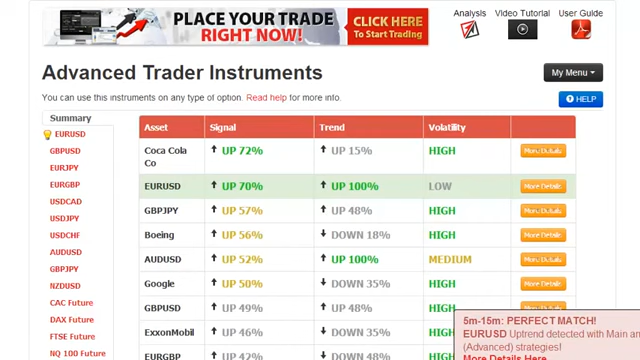 PLACE YOUR TRADE
RIGHT NOW!
CLICK HERE
To Start Trading
Analysis
Video Tutorial
User Guide
Advanced Trader Instruments
My Menu
You can use this instruments on any type of option. Read help for more info.
? HELP
Summary
EURUSD
GBPUSD
EURJPY
EURGBP
USDCAD
USDJPY
USDCHF
AUDUSD
GBPJPY
NZDUSD
CAC Future
DAX Future
FTSE Future
NQ 100 Future
Asset Signal Trend Volatility
Coca Cola Co UP 72% UP 15% HIGH More Details
EURUSD UP 70% UP 100% LOW More Details
GBPJPY UP 57% UP 48% HIGH More Details
Boeing UP 56% DOWN 18% HIGH More Details
AUDUSD UP 52% UP 100% MEDIUM More Details
Google UP 50% DOWN 35% HIGH More Details
GBPUSD UP 49% UP 48% HIGH More Details
ExxonMobil UP 46% DOWN 35%
EURGBP UP 42% DOWN 48%
5m-15m: PERFECT MATCH!
EURUSD Uptrend detected with Main an
(Advanced) strategies!
More Details Here